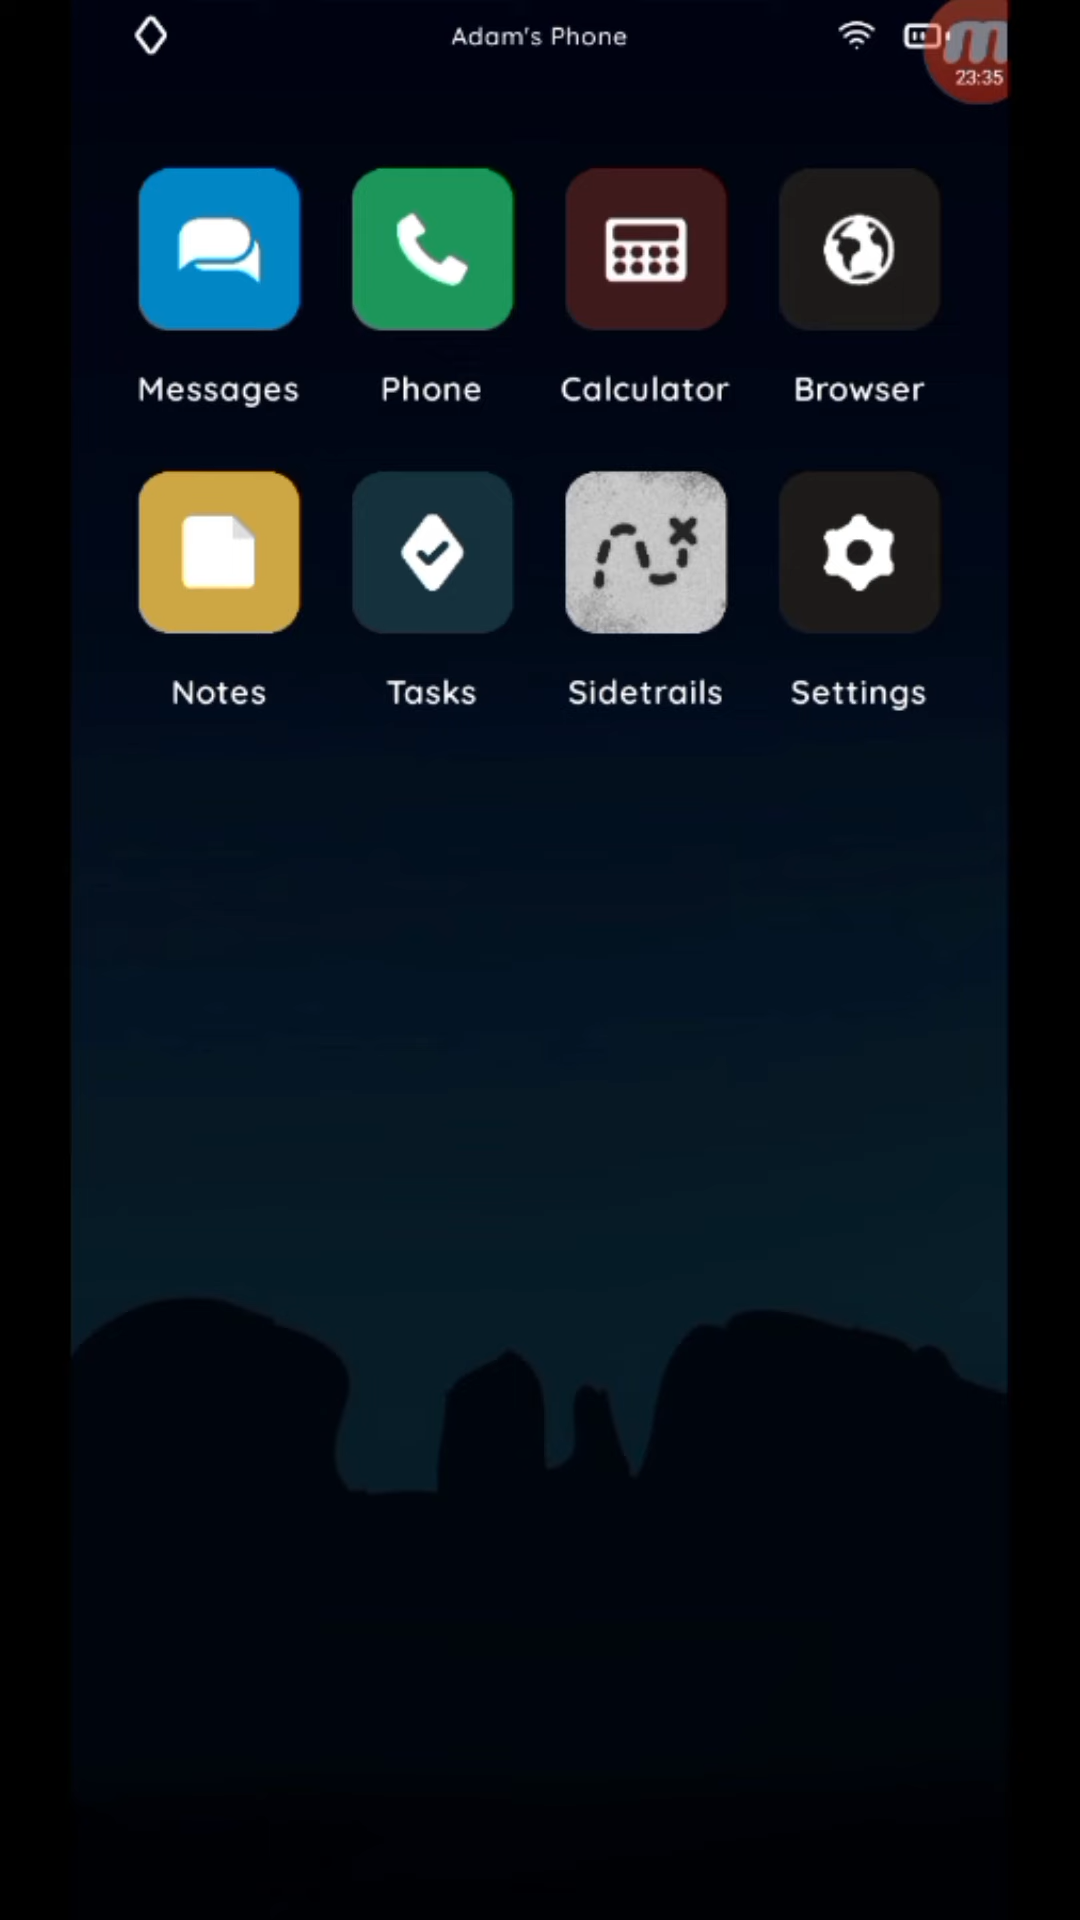 Adam's Phone
23:35
Messages Phone Calculator Browser
Notes Tasks Sidetrails Settings